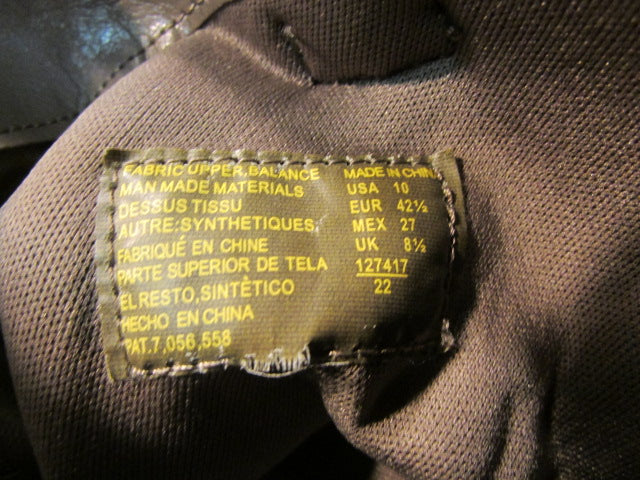 FABRIC UPPER, BALANCE
MAN MADE MATERIALS
DESSUS TISSU
AUTRE:SYNTHETIQUES
FABRIQUÉ EN CHINE
PARTE SUPERIOR DE TELA
EL RESTO, SINTÈTICO
HECHO EN CHINA
PAT.7,056,558
MADE IN CHIN
USA 10
EUR 42½
MEX 27
UK 8½
127417
22